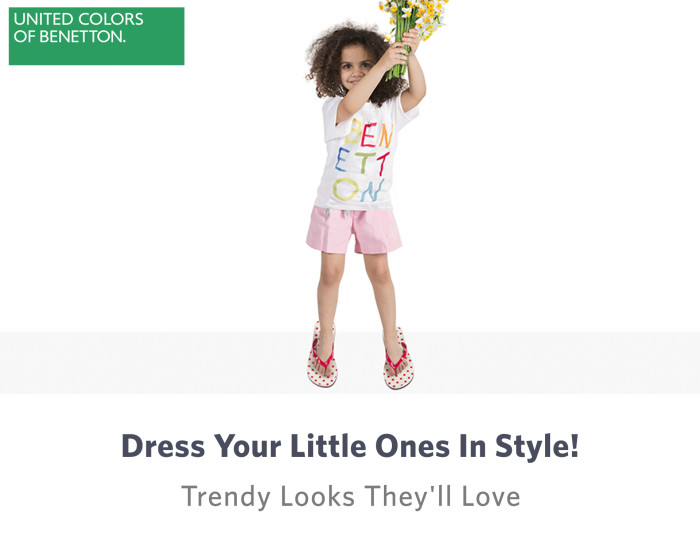 UNITED COLORS
OF BENETTON.
BEN
ETT
ON
Dress Your Little Ones In Style!
Trendy Looks They'll Love